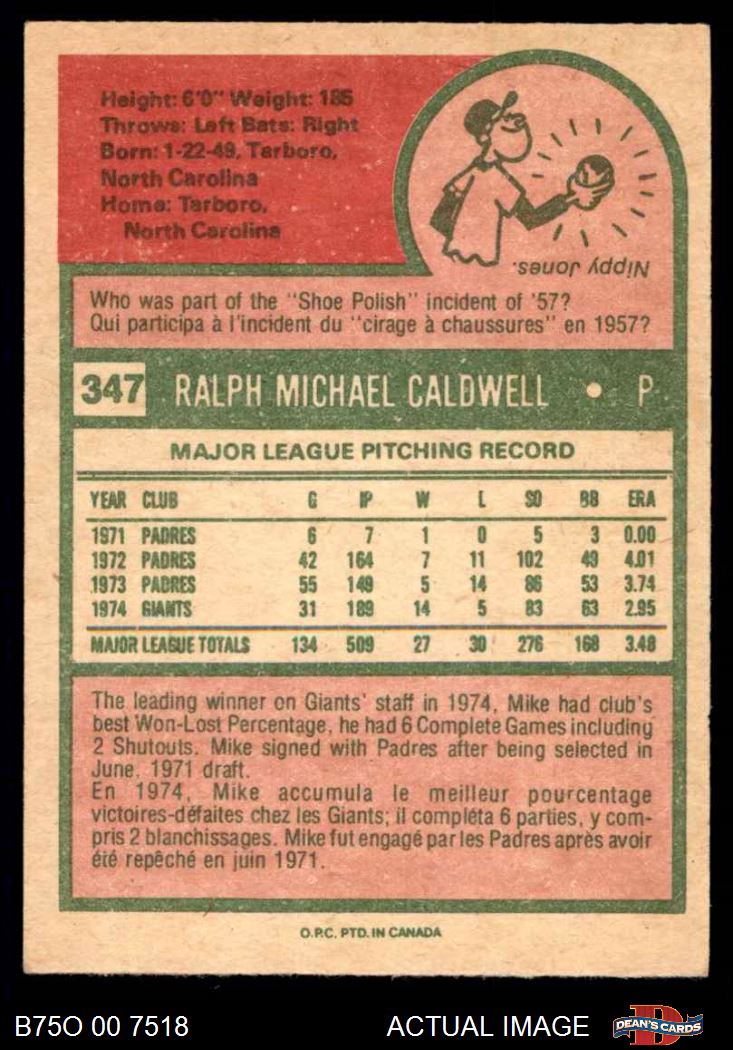 Height: 6'0" Weight: 185
Throws: Left Bats: Right
Born: 1-22-49, Tarboro,
North Carolina
Home: Tarboro,
North Carolina
Nippy Jones.
Who was part of the "Shoe Polish" incident of '57?
Qui participa à l'incident du "cirage à chaussures" en 1957?
347 RALPH MICHAEL CALDWELL • P
MAJOR LEAGUE PITCHING RECORD
YEAR CLUB G IP W L SO BB ERA
1971 PADRES 6 7 1 0 5 3 0.00
1972 PADRES 42 164 7 11 102 49 4.01
1973 PADRES 55 149 5 14 86 53 3.74
1974 GIANTS 31 189 14 5 83 63 2.95
MAJOR LEAGUE TOTALS 134 509 27 30 276 168 3.48
The leading winner on Giants' staff in 1974, Mike had club's
best Won-Lost Percentage, he had 6 Complete Games including
2 Shutouts. Mike signed with Padres after being selected in
June, 1971 draft.
En 1974, Mike accumula le meilleur pourcentage
victoires-défaites chez les Giants; il compléta 6 parties, y com-
pris 2 blanchissages. Mike fut engagé par les Padres après avoir
été repêché en juin 1971.
O.P.C. PTD. IN CANADA
B75O 00 7518 ACTUAL IMAGE
DEAN'S CARDS